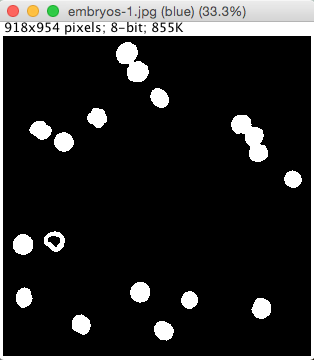 embryos-1.jpg (blue) (33.3%)
918x954 pixels; 8-bit; 855K